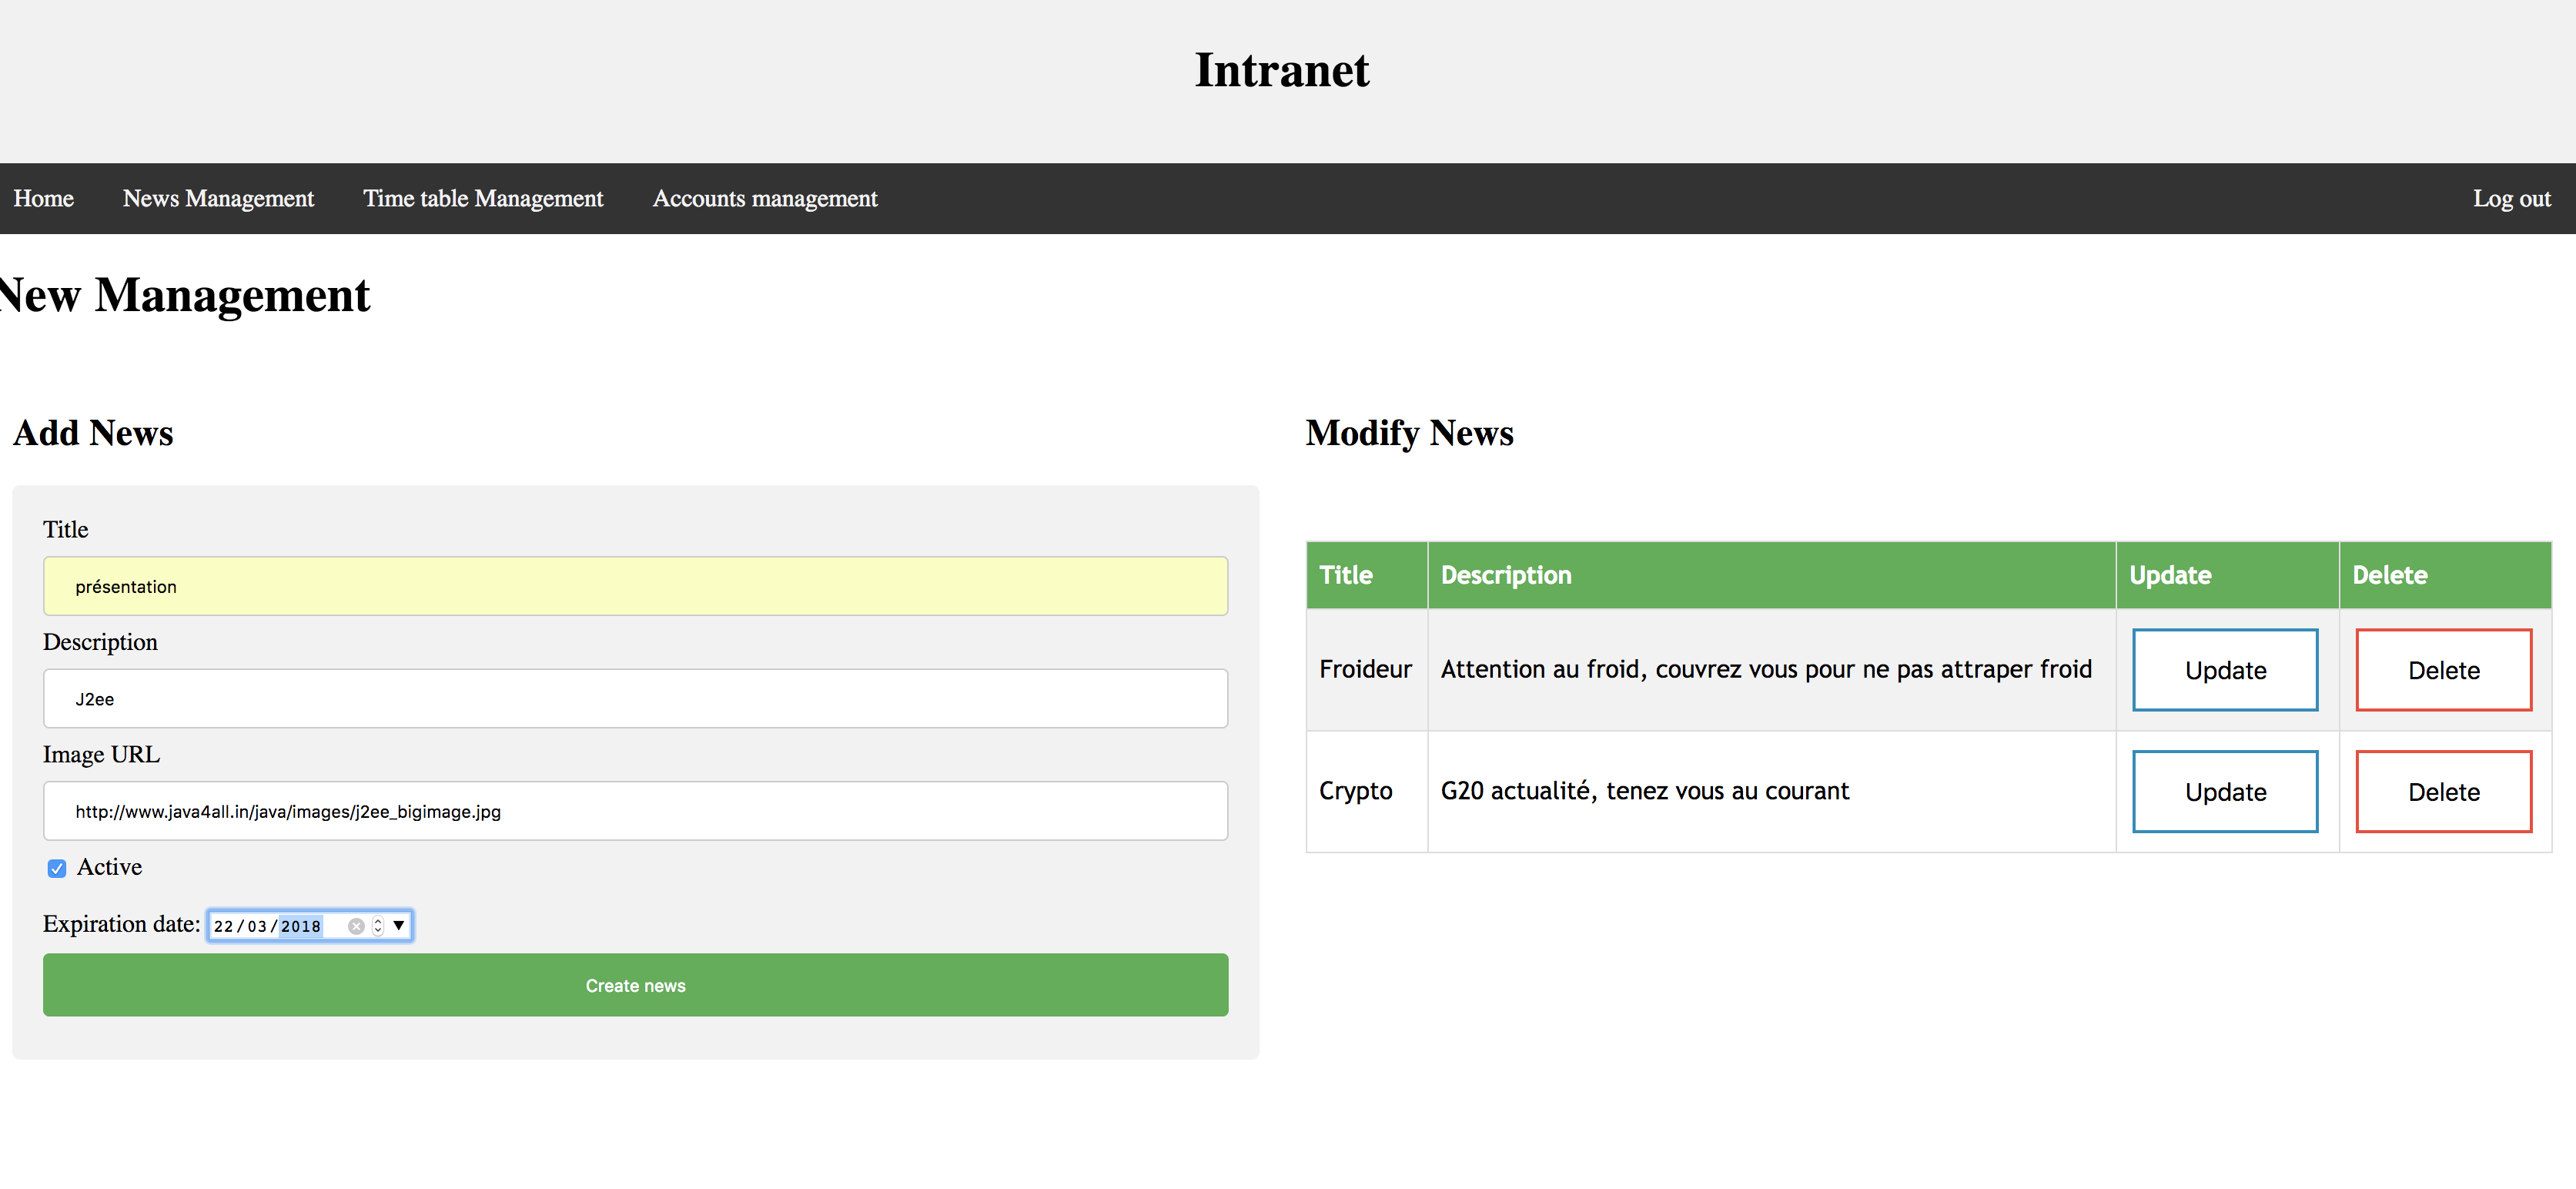 Intranet
Home News Management Time table Management Accounts management Log out
New Management
Add News
Title
présentation
Description
J2ee
Image URL
http://www.java4all.in/java/images/j2ee_bigimage.jpg
Active
Expiration date: 22/03/2018
Create news
Modify News
Title Description Update Delete
Froideur Attention au froid, couvrez vous pour ne pas attraper froid Update Delete
Crypto G20 actualité, tenez vous au courant Update Delete